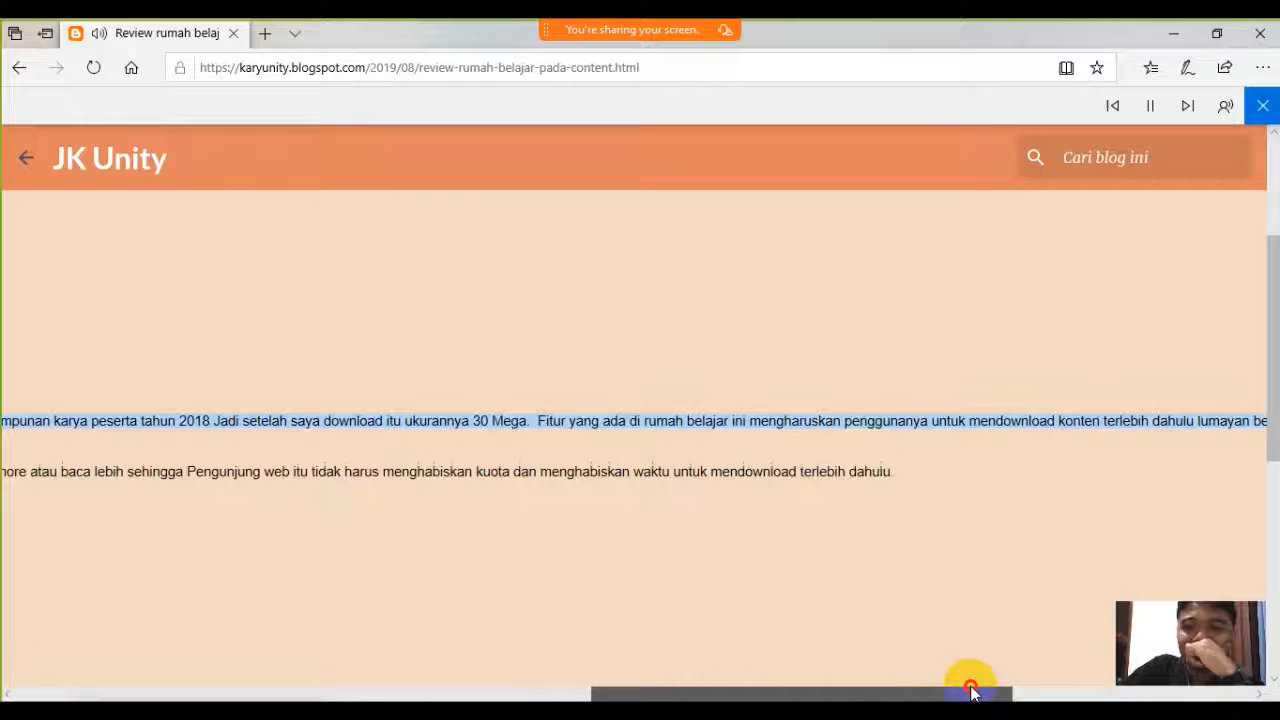 You're sharing your screen.
Review rumah belaj
https://karyunity.blogspot.com/2019/08/review-rumah-belajar-pada-content.html
JK Unity
Cari blog ini
mpunan karya peserta tahun 2018 Jadi setelah saya download itu ukurannya 30 Mega.  Fitur yang ada di rumah belajar ini mengharuskan penggunanya untuk mendownload konten terlebih dahulu lumayan be
nore atau baca lebih sehingga Pengunjung web itu tidak harus menghabiskan kuota dan menghabiskan waktu untuk mendownload terlebih dahulu.